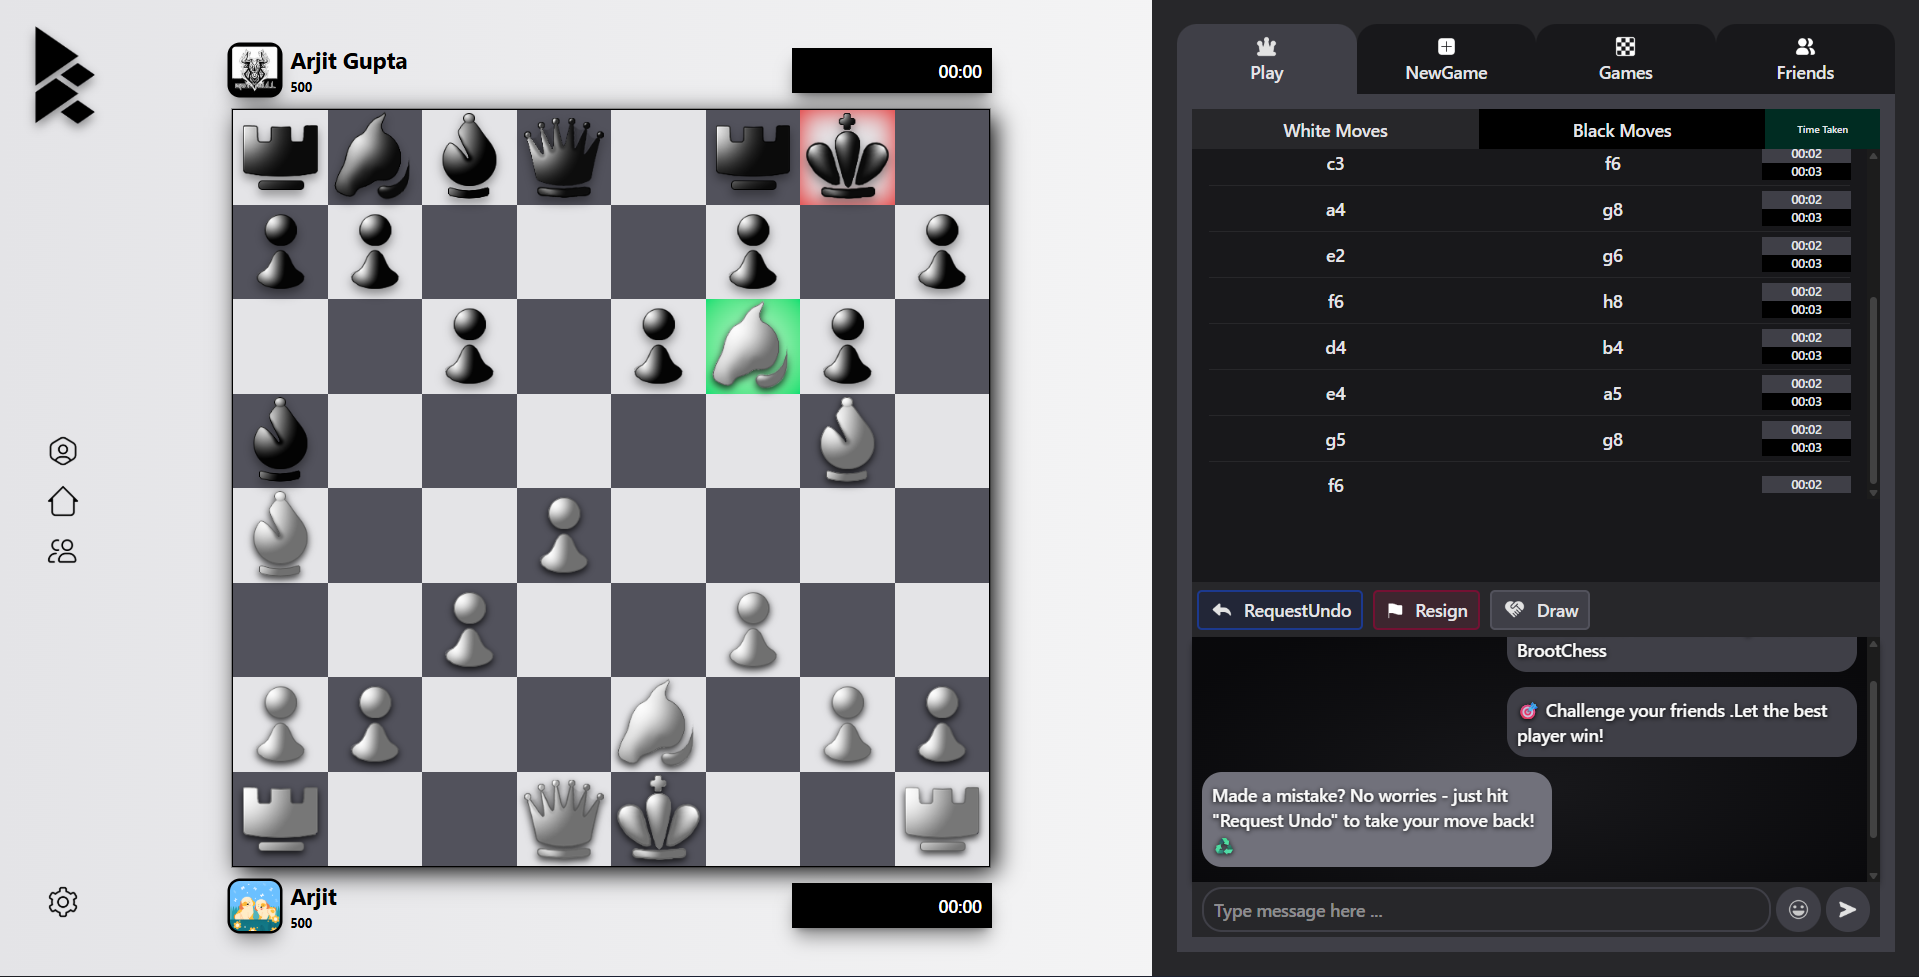 Arjit Gupta
500
00:00
Play
NewGame
Games
Friends
White Moves Black Moves Time Taken
c3 f6 00:02
00:03
a4 g8 00:02
00:03
e2 g6 00:02
00:03
f6 h8 00:02
00:03
d4 b4 00:02
00:03
e4 a5 00:02
00:03
g5 g8 00:02
00:03
f6 00:02
RequestUndo
Resign
Draw
BrootChess
Challenge your friends .Let the best
player win!
Made a mistake? No worries - just hit
"Request Undo" to take your move back!
Type message here ...
Arjit
500
00:00